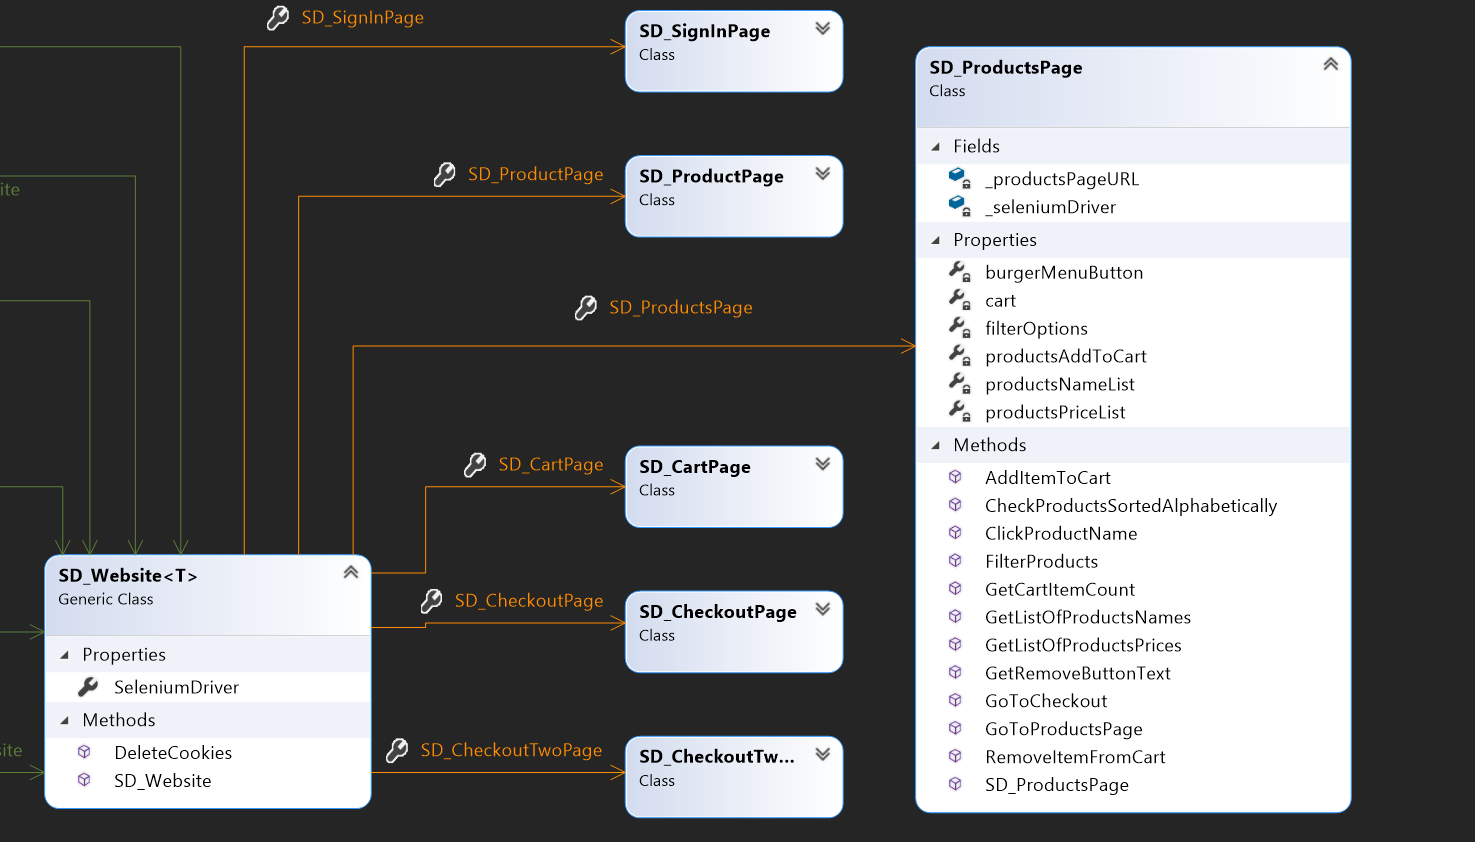 SD_SignInPage
SD_SignInPage
Class
SD_ProductPage
SD_ProductPage
Class
SD_ProductsPage
SD_CartPage
SD_CartPage
Class
SD_CheckoutPage
SD_CheckoutPage
Class
SD_CheckoutTwoPage
SD_CheckoutTw...
Class
ite
site
SD_Website<T>
Generic Class
Properties
SeleniumDriver
Methods
DeleteCookies
SD_Website
SD_ProductsPage
Class
Fields
_productsPageURL
_seleniumDriver
Properties
burgerMenuButton
cart
filterOptions
productsAddToCart
productsNameList
productsPriceList
Methods
AddItemToCart
CheckProductsSortedAlphabetically
ClickProductName
FilterProducts
GetCartItemCount
GetListOfProductsNames
GetListOfProductsPrices
GetRemoveButtonText
GoToCheckout
GoToProductsPage
RemoveItemFromCart
SD_ProductsPage